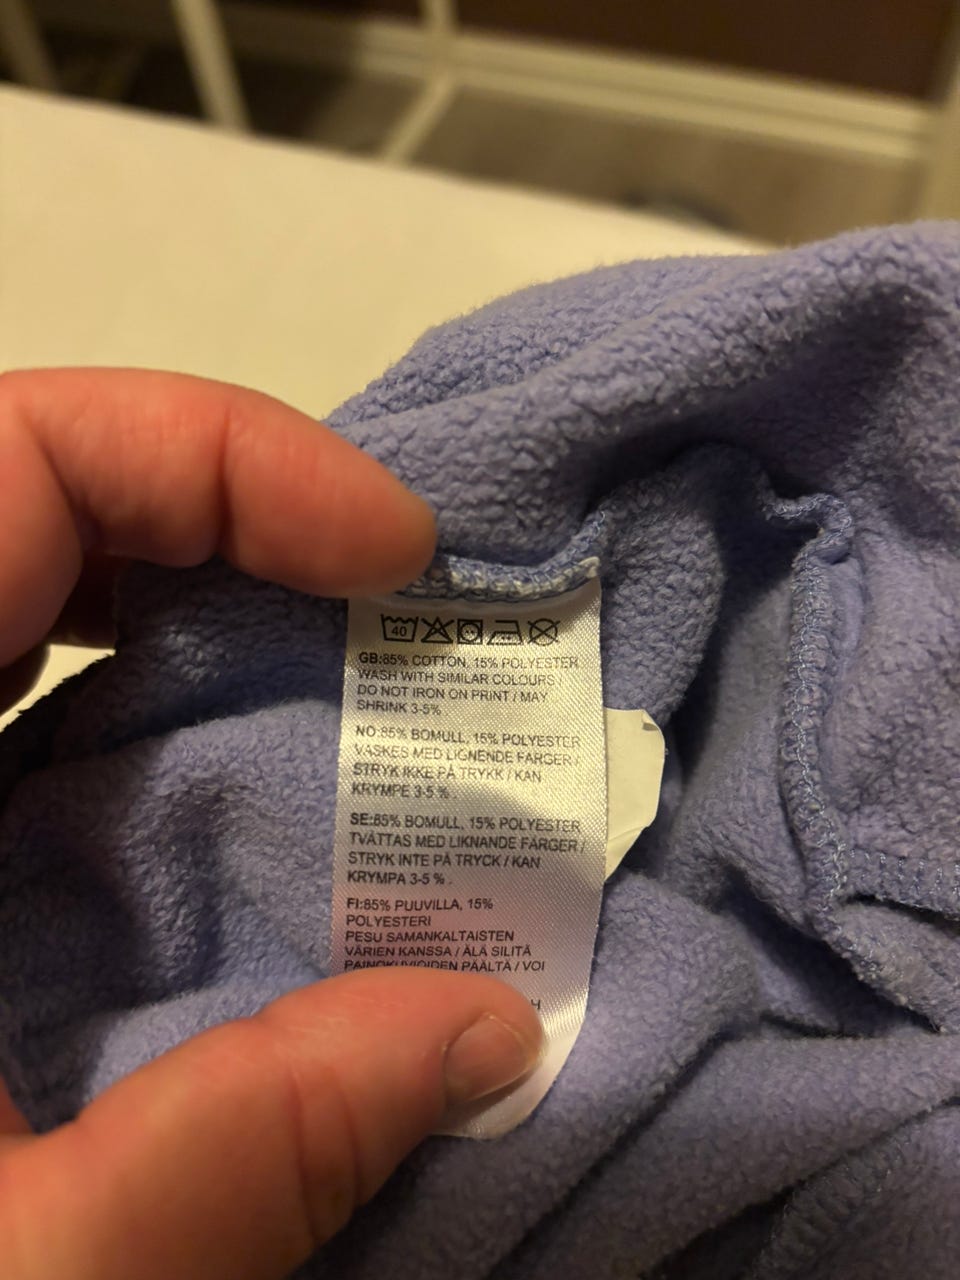 40
GB:85% COTTON, 15% POLYESTER
WASH WITH SIMILAR COLOURS /
DO NOT IRON ON PRINT / MAY
SHRINK 3-5%
NO:85% BOMULL, 15% POLYESTER
VASKES MED LIGNENDE FARGER /
STRYK IKKE PÅ TRYKK / KAN
KRYMPE 3-5 % .
SE:85% BOMULL, 15% POLYESTER
TVÄTTAS MED LIKNANDE FÄRGER /
STRYK INTE PÅ TRYCK / KAN
KRYMPA 3-5 % .
FI:85% PUUVILLA, 15%
POLYESTERI
PESU SAMANKALTAISTEN
VÄRIEN KANSSA / ÄLÄ SILITÄ
PAINOKUVIOIDEN PÄÄLTÄ / VOI